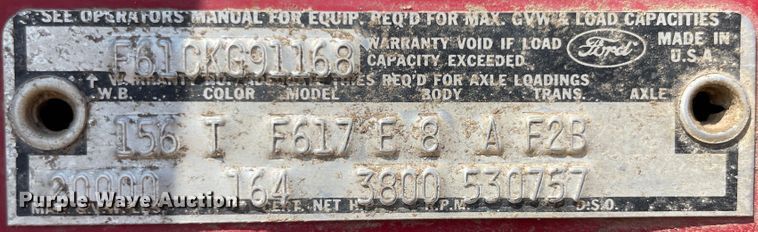 SEE OPERATORS MANUAL FOR EQUIP. REQ'D FOR MAX. GVW & LOAD CAPACITIES
F61CKG91168
WARRANTY VOID IF LOAD
CAPACITY EXCEEDED.
Ford
MADE IN
U.S.A.
REQ'D FOR AXLE LOADINGS
W.B. COLOR MODEL BODY TRANS. AXLE
156 T F617 E 8 A F2B
20000 164 3800 530757
CERT. NET R.P.M. D.S.O.
Purple Wave Auction